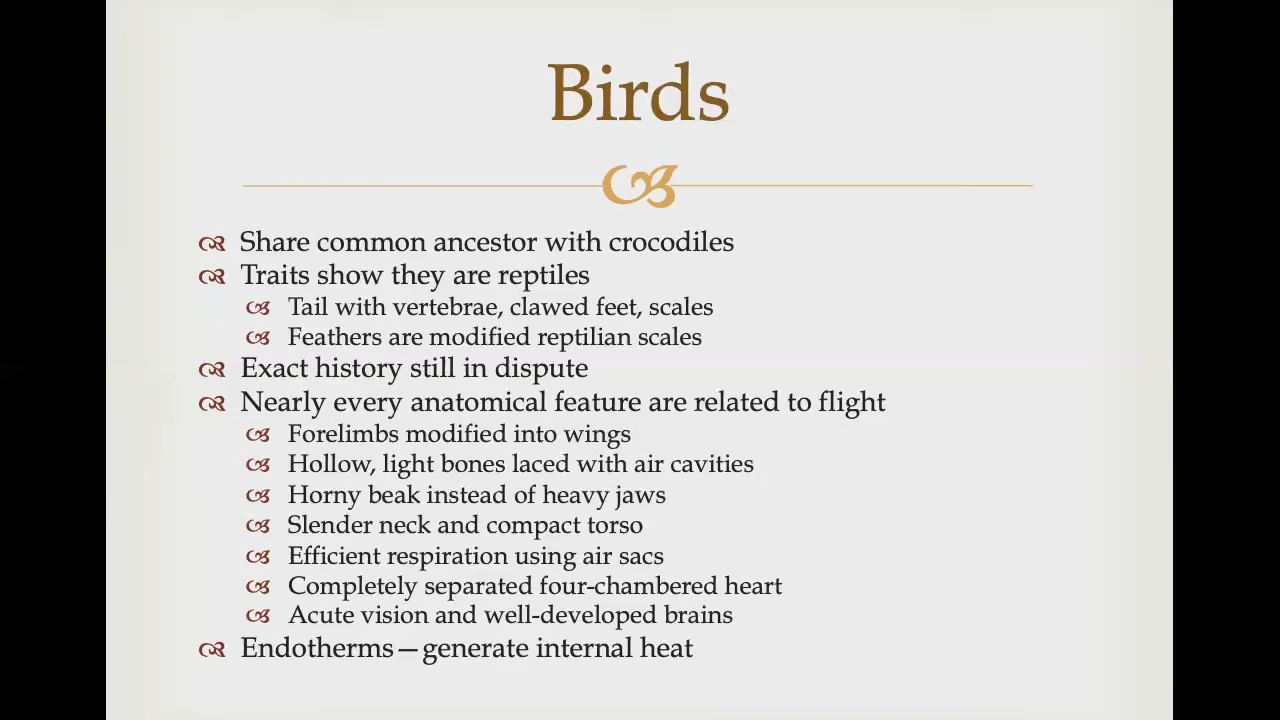 Birds
Share common ancestor with crocodiles
Traits show they are reptiles
Tail with vertebrae, clawed feet, scales
Feathers are modified reptilian scales
Exact history still in dispute
Nearly every anatomical feature are related to flight
Forelimbs modified into wings
Hollow, light bones laced with air cavities
Horny beak instead of heavy jaws
Slender neck and compact torso
Efficient respiration using air sacs
Completely separated four-chambered heart
Acute vision and well-developed brains
Endotherms—generate internal heat